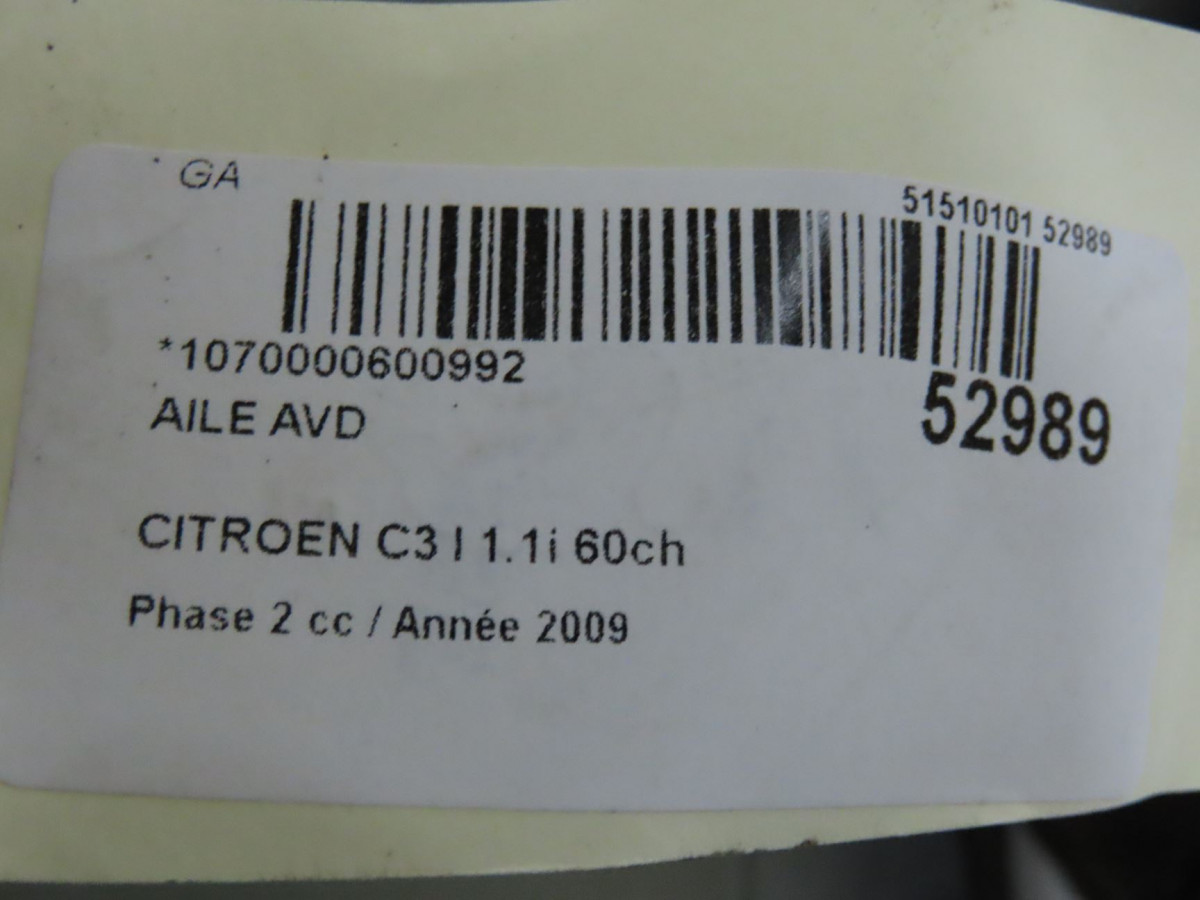 GA
51510101 52989
*1070000600992
52989
AILE AVD
CITROEN C3 I 1.1i 60ch
Phase 2 cc / Année 2009